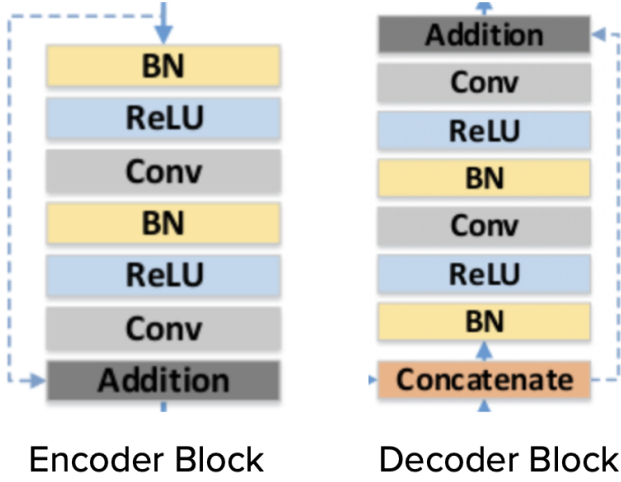 BN
ReLU
Conv
BN
ReLU
Conv
Addition
Encoder Block
Addition
Conv
ReLU
BN
Conv
ReLU
BN
Concatenate
Decoder Block